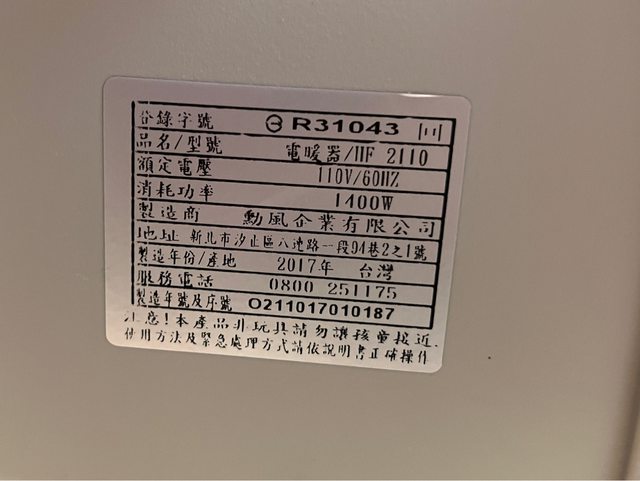 登錄字號 R31043
品名/型號 電暖器/HF 2110
額定電壓 110V/60HZ
消耗功率 1400W
製造商 勳風企業有限公司
地址 新北市汐止區八連路一段94巷2之1號
製造年份/產地 2017年 台灣
服務電話 0800 251175
製造年號及序號 O211017010187
注意!本產品非玩具請勿讓孩童接近.
使用方法及緊急處理方式請依說明書正確操作